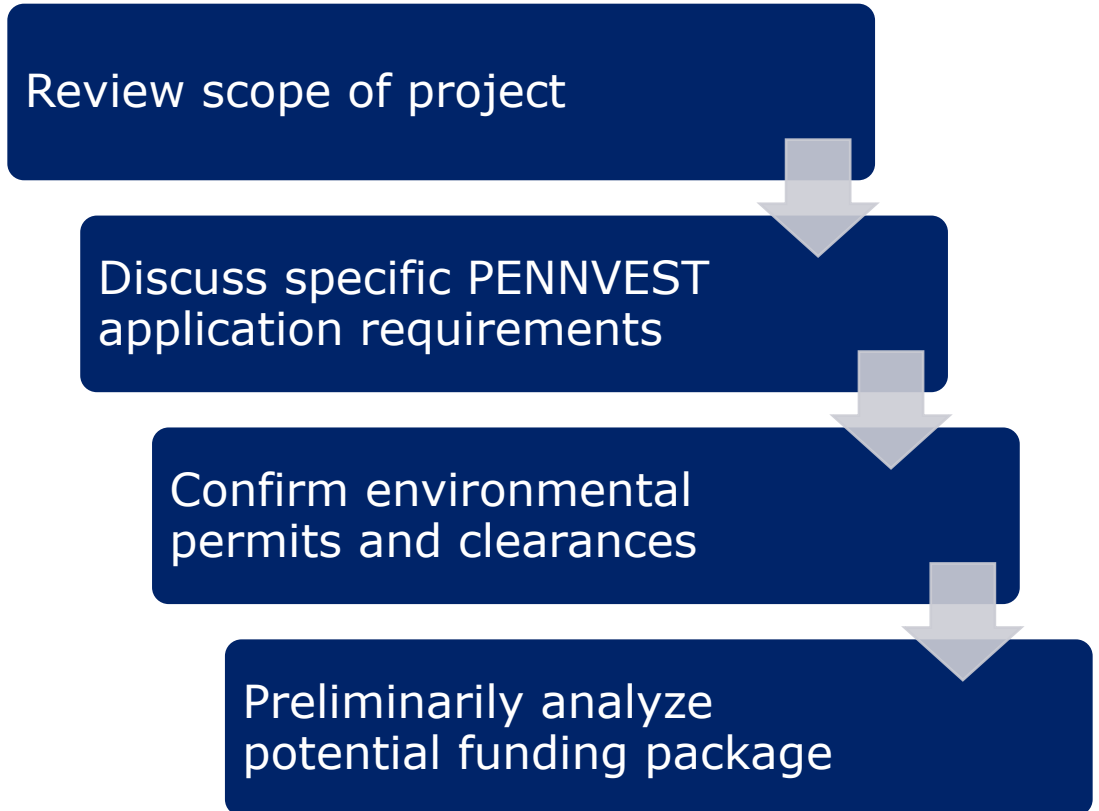 Review scope of project
Discuss specific PENNVEST
application requirements
Confirm environmental
permits and clearances
Preliminarily analyze
potential funding package